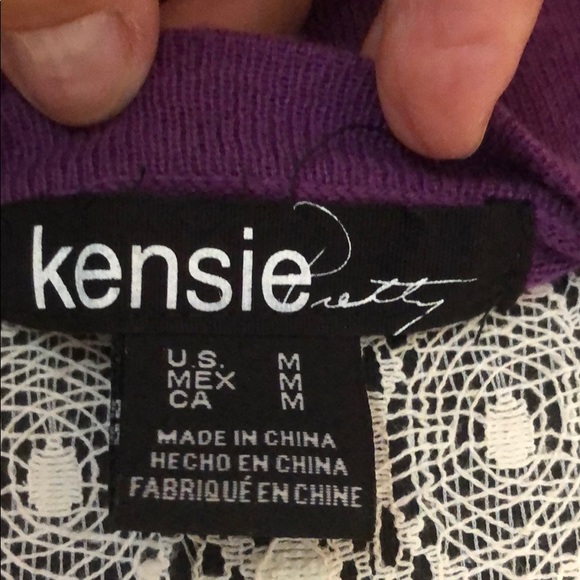 kensie Pretty
U.S. M
MEX M
CA M
MADE IN CHINA
HECHO EN CHINA
FABRIQUÉ EN CHINE